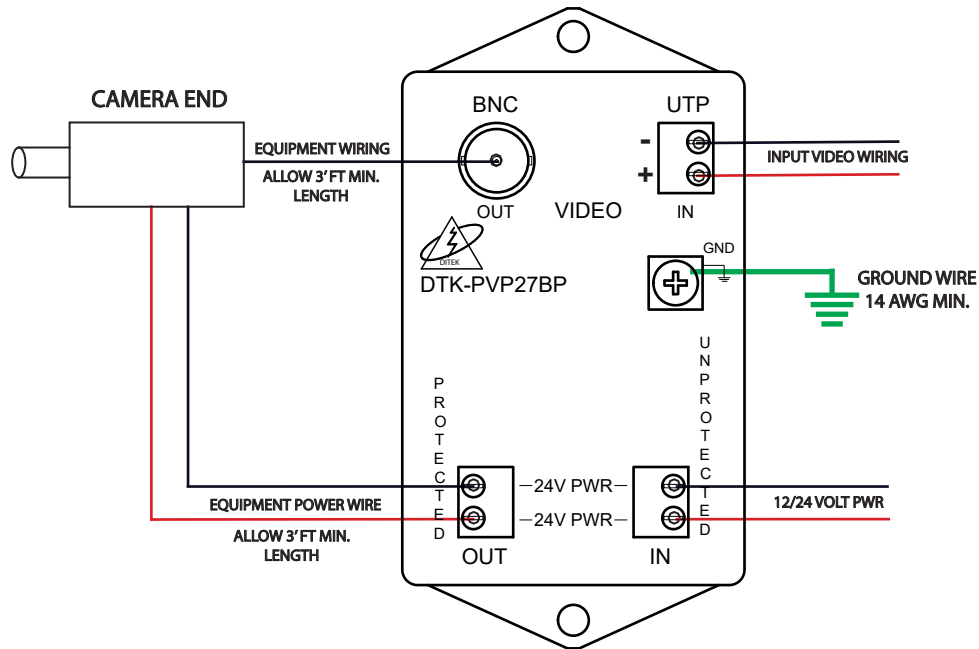 CAMERA END
EQUIPMENT WIRING
ALLOW 3' FT MIN.
LENGTH
BNC
OUT
VIDEO
UTP
-
+
IN
INPUT VIDEO WIRING
DITEK
DTK-PVP27BP
GND
GROUND WIRE
14 AWG MIN.
PROTECTED
UNPROTECTED
EQUIPMENT POWER WIRE
ALLOW 3' FT MIN.
LENGTH
24V PWR
24V PWR
OUT
IN
12/24 VOLT PWR